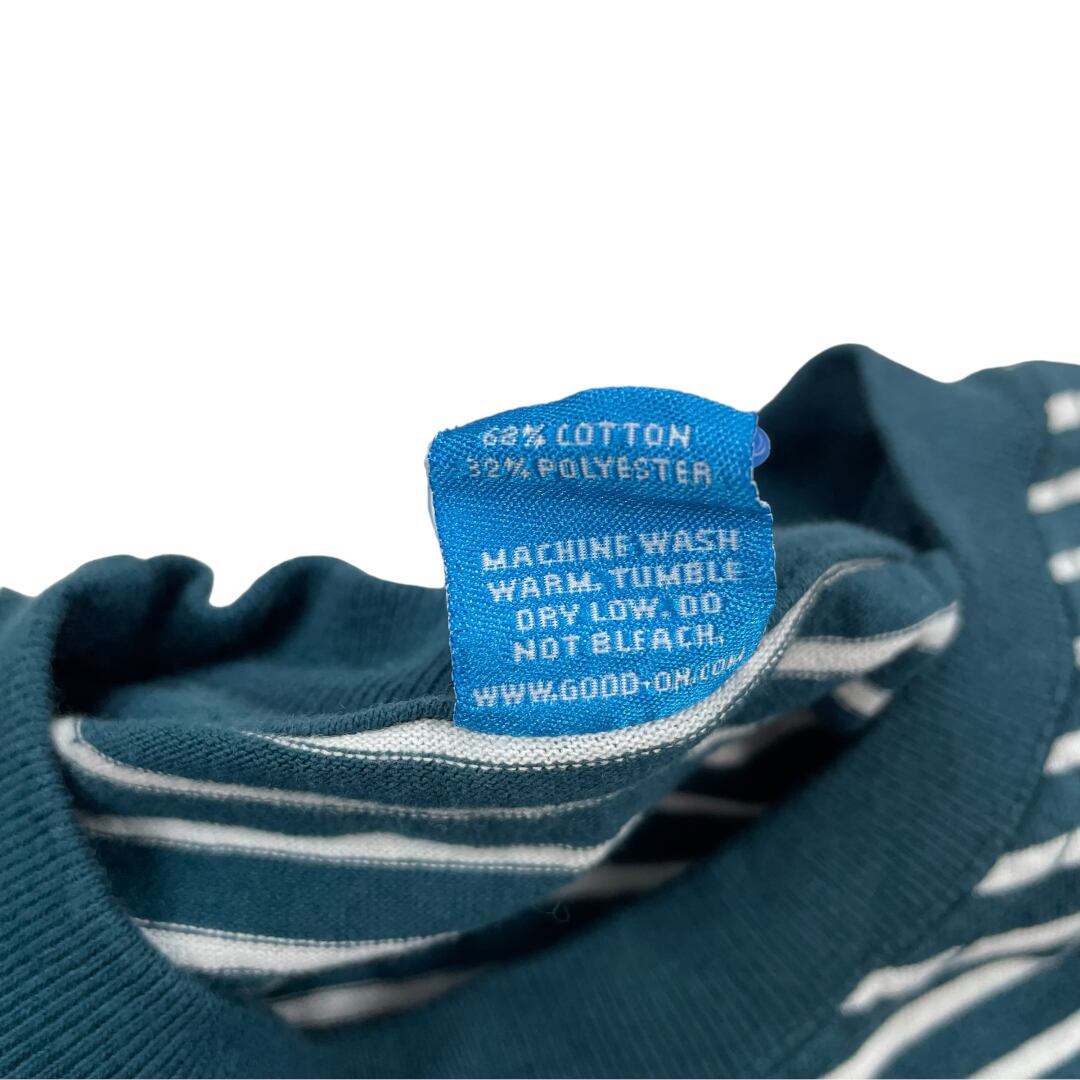 68% COTTON
32% POLYESTER
MACHINE WASH
WARM. TUMBLE
DRY LOW. DO
NOT BLEACH.
WWW.GOOD-ON.COM